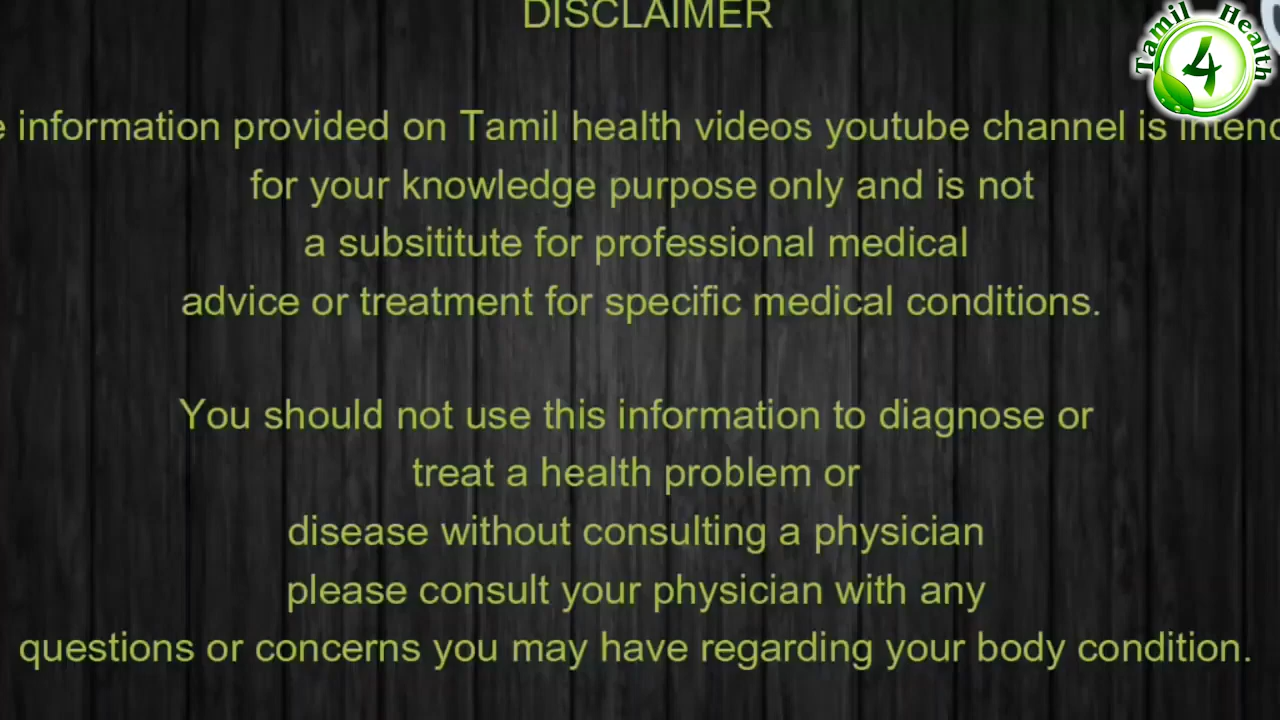 DISCLAIMER
Tamil 4 Health
e information provided on Tamil health videos youtube channel is intend
for your knowledge purpose only and is not
a subsititute for professional medical
advice or treatment for specific medical conditions.
You should not use this information to diagnose or
treat a health problem or
disease without consulting a physician
please consult your physician with any
questions or concerns you may have regarding your body condition.